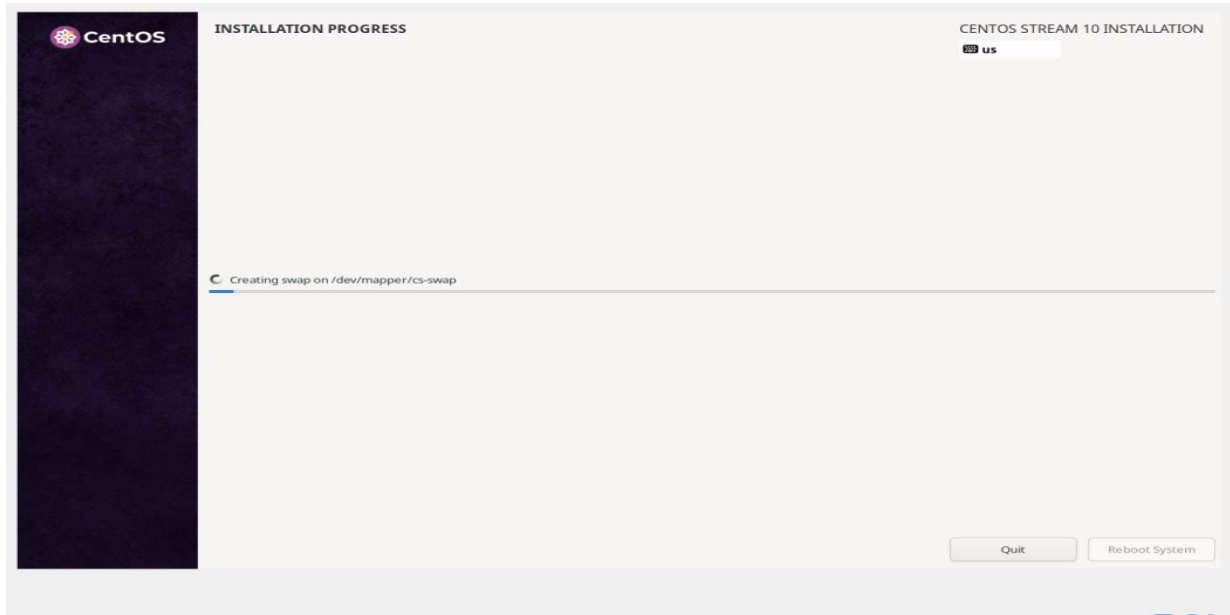 CentOS
INSTALLATION PROGRESS
CENTOS STREAM 10 INSTALLATION
us
Creating swap on /dev/mapper/cs-swap
Quit
Reboot System